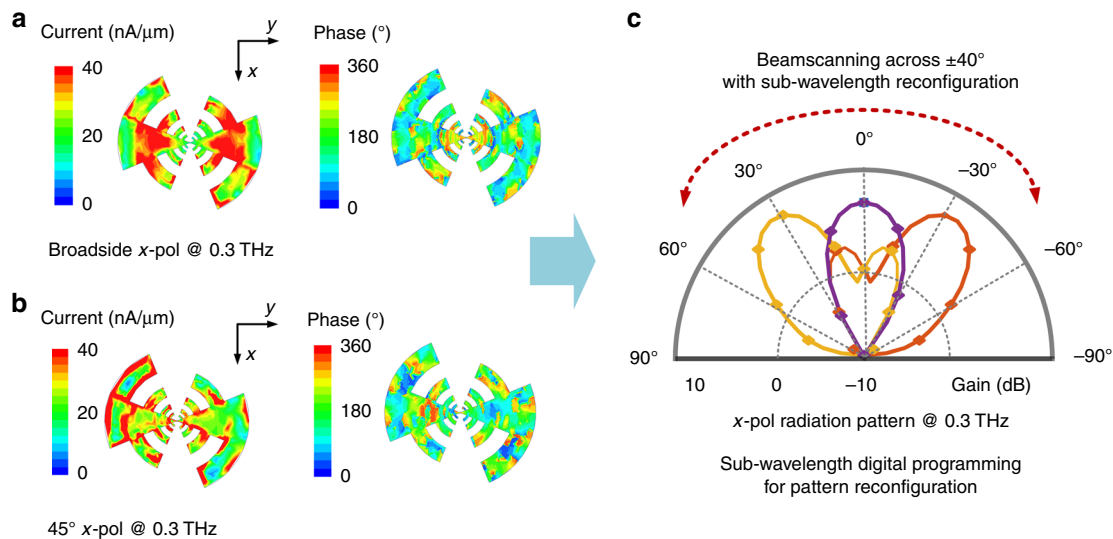 a
Current (nA/μm)
y
x
40
20
0
Phase (°)
360
180
0
Broadside x-pol @ 0.3 THz
b
Current (nA/μm)
y
x
40
20
0
Phase (°)
360
180
0
45° x-pol @ 0.3 THz
c
Beamscanning across ±40°
with sub-wavelength reconfiguration
0°
30°
–30°
60°
–60°
90°
–90°
10
0
–10
Gain (dB)
x-pol radiation pattern @ 0.3 THz
Sub-wavelength digital programming
for pattern reconfiguration